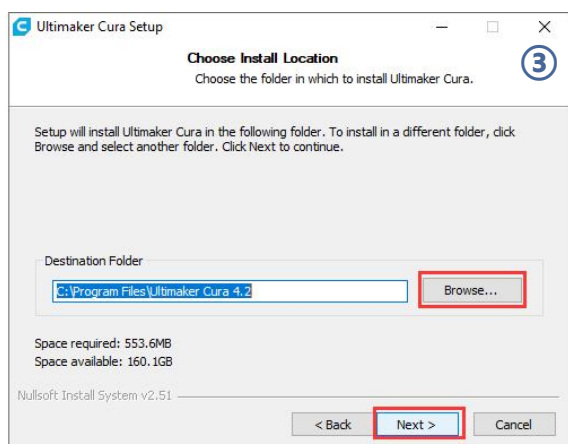 Ultimaker Cura Setup
Choose Install Location
Choose the folder in which to install Ultimaker Cura.
③
Setup will install Ultimaker Cura in the following folder. To install in a different folder, click
Browse and select another folder. Click Next to continue.
Destination Folder
C:\Program Files\Ultimaker Cura 4.2
Browse...
Space required: 553.6MB
Space available: 160.1GB
Nullsoft Install System v2.51
< Back Next > Cancel